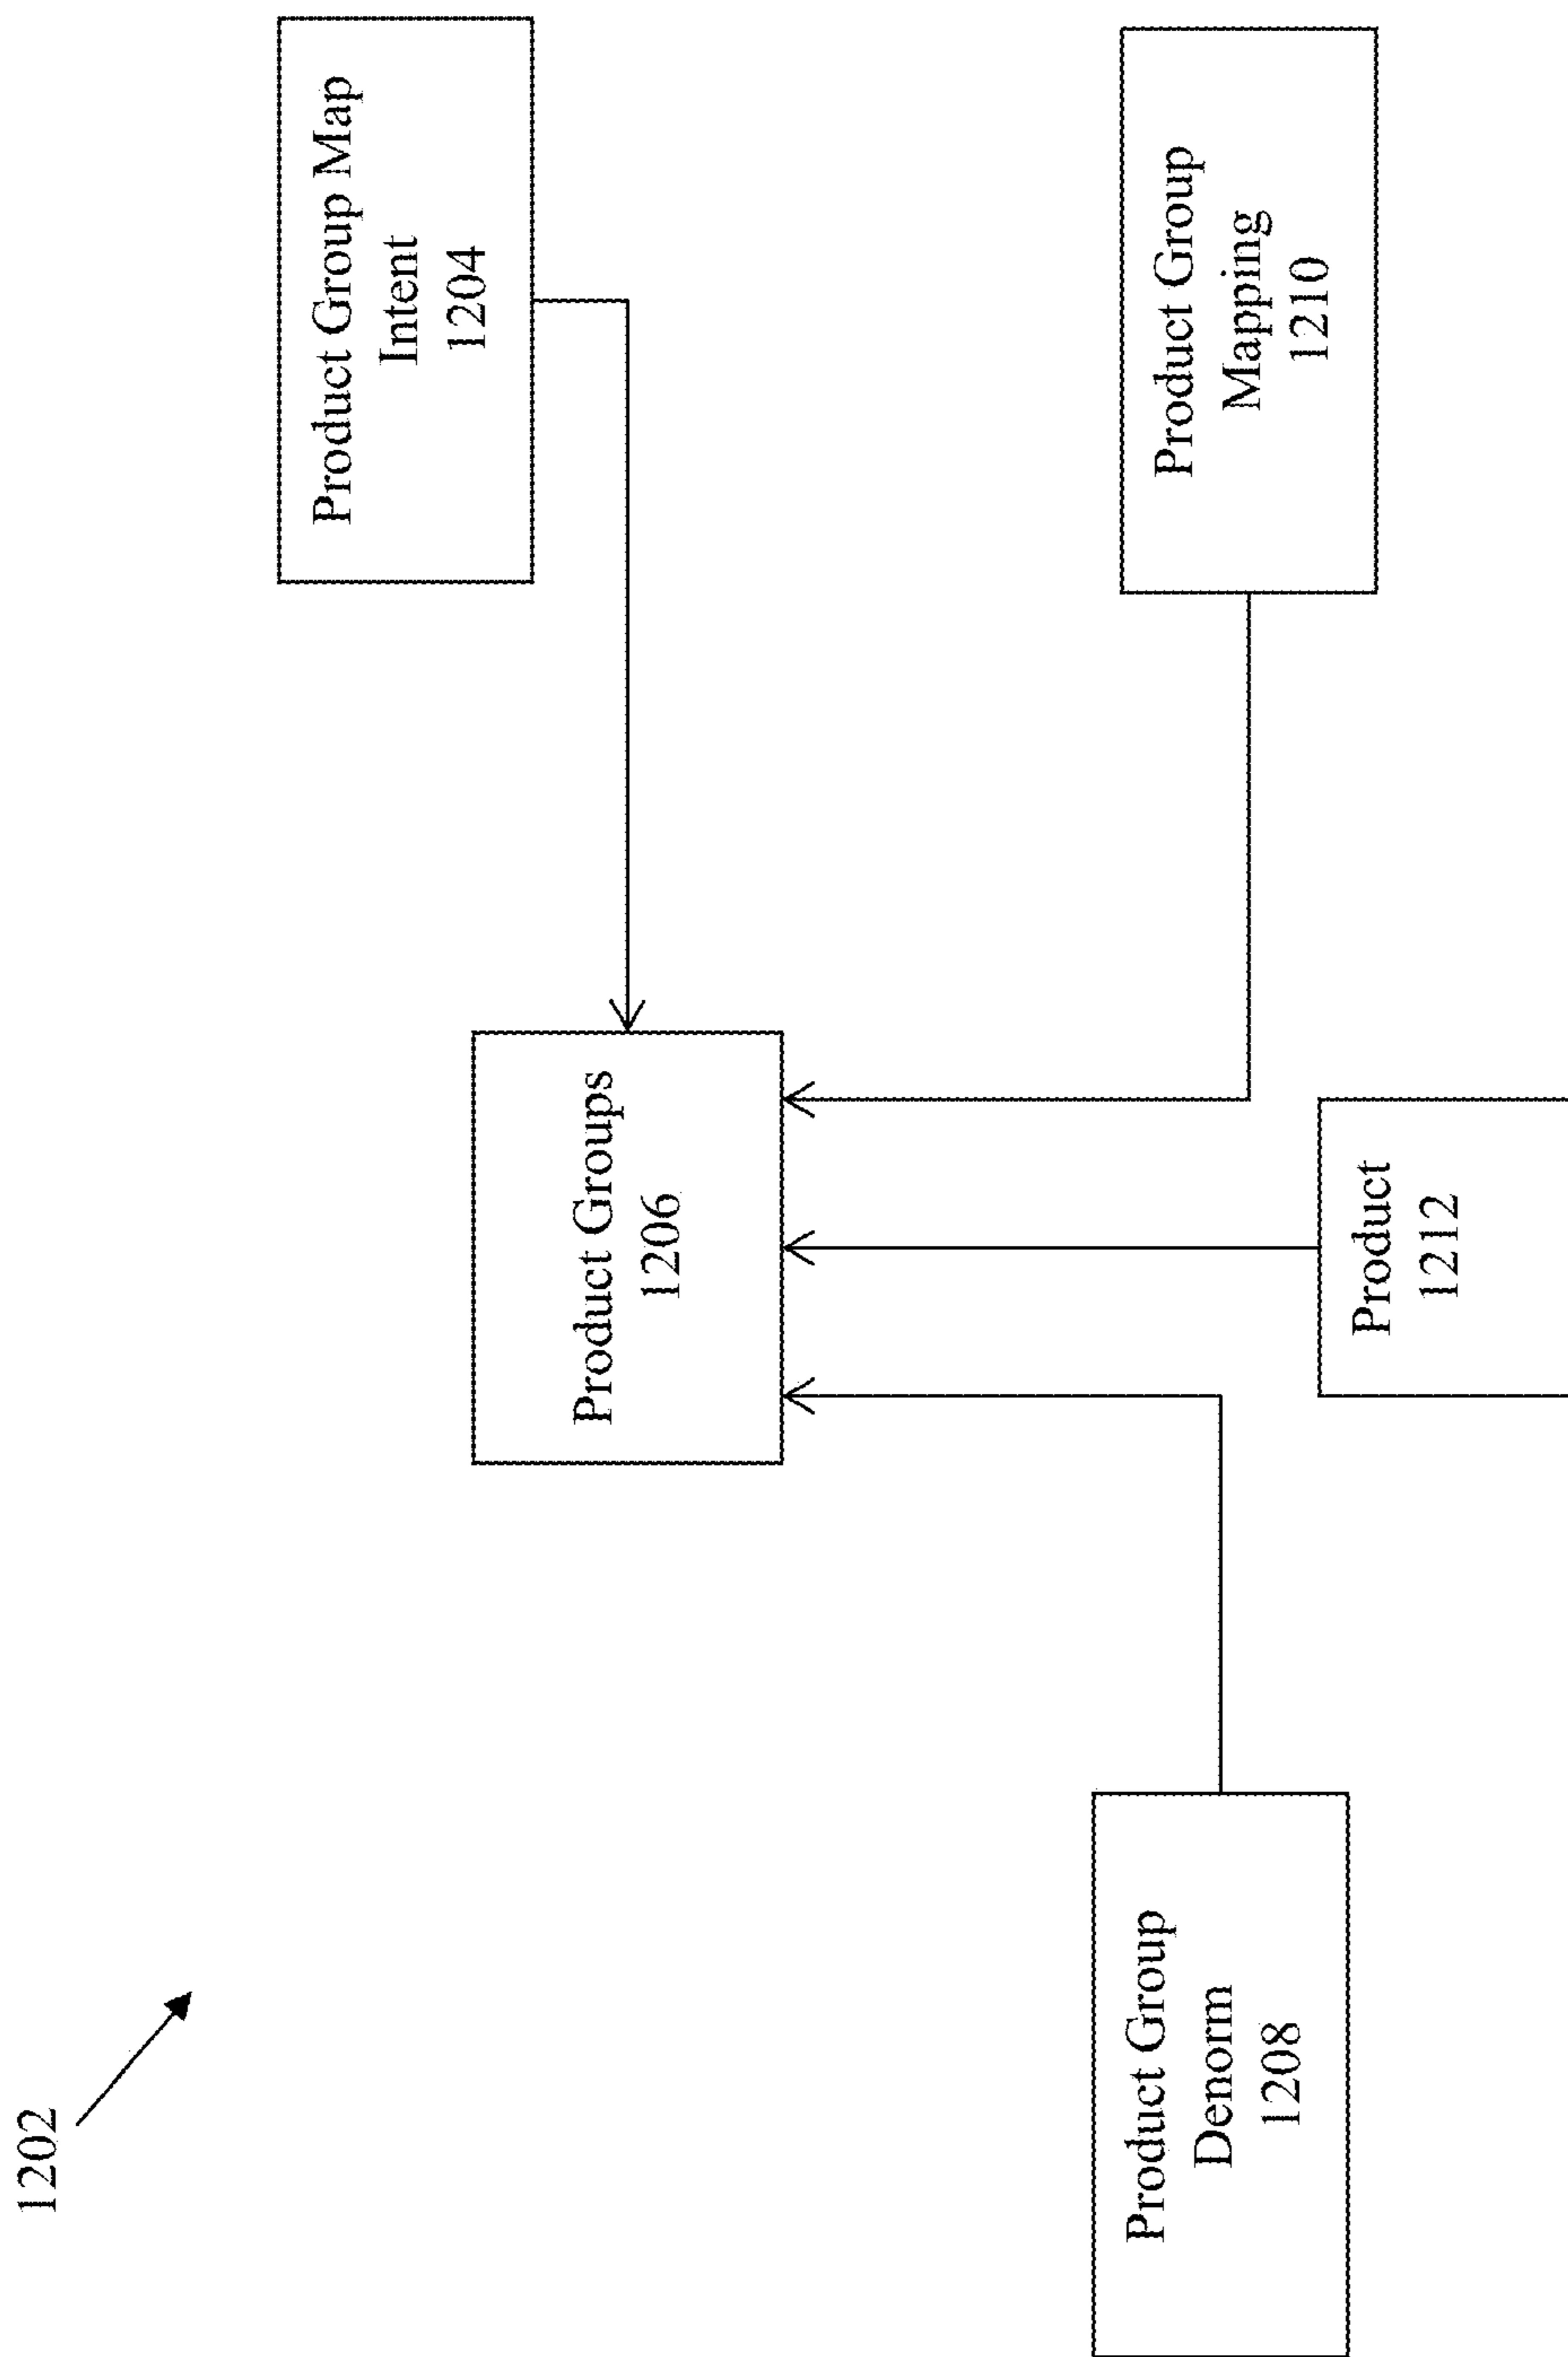 1202
Product Group Map
Intent
1204
Product Groups
1206
Product Group
Denorm
1208
Product
1212
Product Group
Mapping
1210